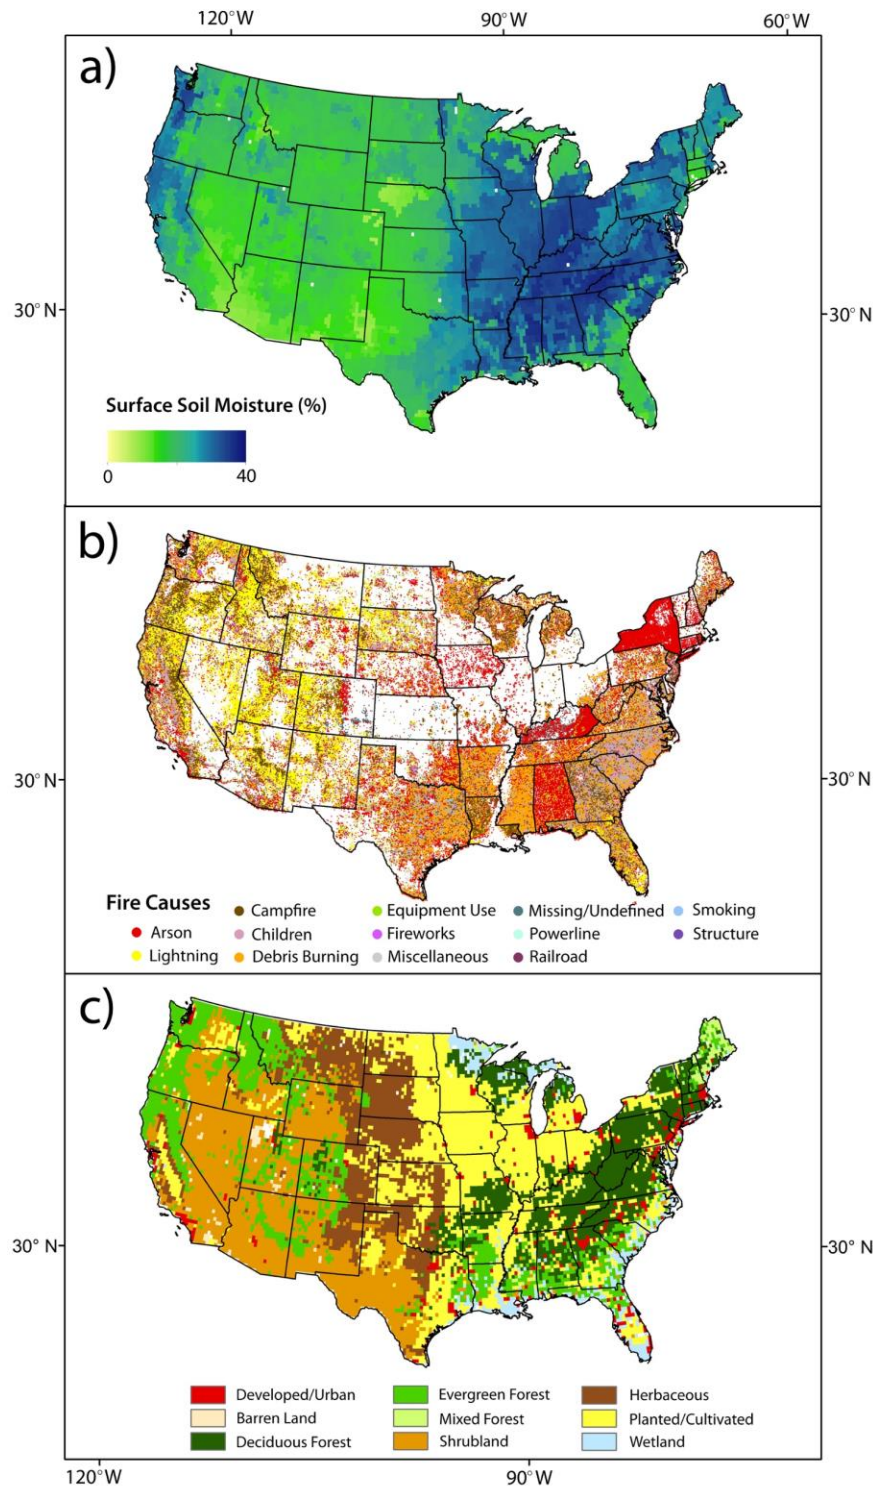 120°W 90°W 60°W
a)
30°N 30°N
Surface Soil Moisture (%)
0 40
b)
30°N 30°N
Fire Causes
Campfire Equipment Use Missing/Undefined Smoking
Arson Children Fireworks Powerline Structure
Lightning Debris Burning Miscellaneous Railroad
c)
30°N 30°N
Developed/Urban Evergreen Forest Herbaceous
Barren Land Mixed Forest Planted/Cultivated
Deciduous Forest Shrubland Wetland
120°W 90°W